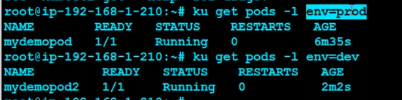 root@ip-192-168-1-210:~# ku get pods -l env=prod
NAME READY STATUS RESTARTS AGE
mydemopod 1/1 Running 0 6m35s
root@ip-192-168-1-210:~# ku get pods -l env=dev
NAME READY STATUS RESTARTS AGE
mydemopod2 1/1 Running 0 2m2s